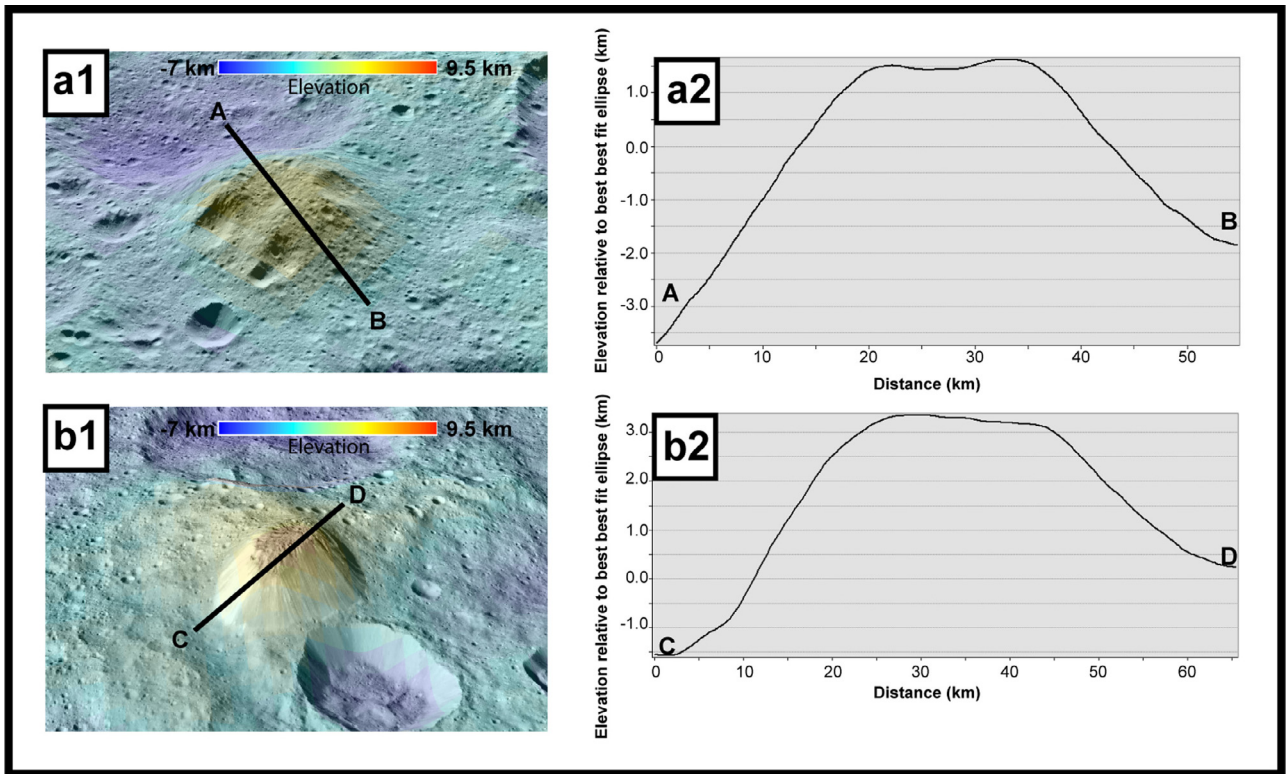 a1
-7 km 9.5 km
Elevation
A
B
Elevation relative to best best fit ellipse (km)
a2
1.0
0.0
-1.0
-2.0
-3.0
A
B
0 10 20 30 40 50
Distance (km)
b1
-7 km 9.5 km
Elevation
D
C
Elevation relative to best best fit ellipse (km)
b2
3.0
2.0
1.0
0.0
-1.0
C
D
0 10 20 30 40 50 60
Distance (km)